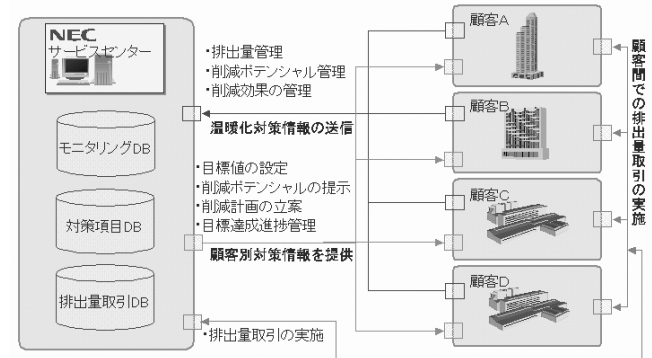 NEC
サービスセンター
モニタリングDB
対策項目DB
排出量取引DB
・排出量管理
・削減ポテンシャル管理
・削減効果の管理
温暖化対策情報の送信
・目標値の設定
・削減ポテンシャルの提示
・削減計画の立案
・目標達成進捗管理
顧客別対策情報を提供
・排出量取引の実施
顧客A
顧客B
顧客C
顧客D
顧客間での排出量取引の実施